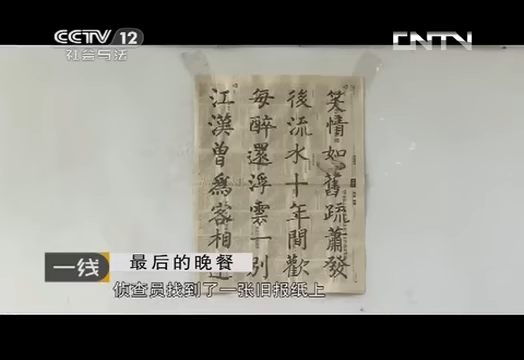 CCTV 12
社会与法
CNTV
江漢曾爲客相
每醉還浮雲一别
後流水十年間歡
笑情如舊疏蕭發
一线
最后的晚餐
侦查员找到了一张旧报纸上